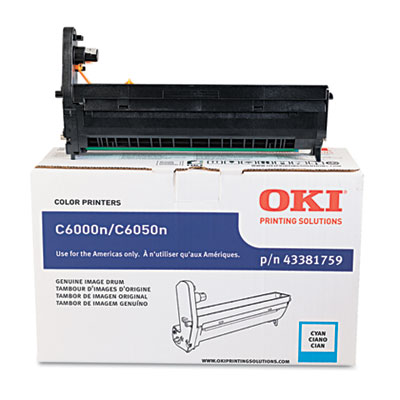 COLOR PRINTERS
OKI
PRINTING SOLUTIONS
C6000n/C6050n
Use for the Americas only. À n'utiliser qu'aux Amériques.
p/n 43381759
GENUINE IMAGE DRUM
TAMBOUR D'IMAGES D'ORIGINE
TAMBOR DE IMAGEN ORIGINAL
TAMBOR DE IMAGEM GENUÍNO
CYAN
CIANO
CIAN
WWW.OKIPRINTINGSOLUTIONS.COM